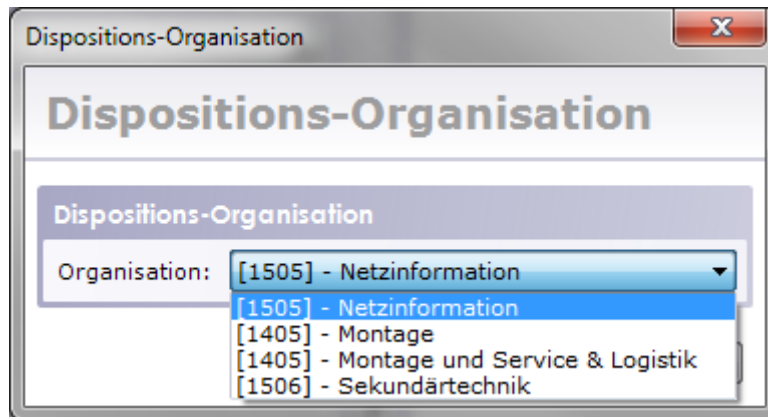 Dispositions-Organisation
Dispositions-Organisation
Dispositions-Organisation
Organisation: [1505] - Netzinformation
[1505] - Netzinformation
[1405] - Montage
[1405] - Montage und Service & Logistik
[1506] - Sekundärtechnik